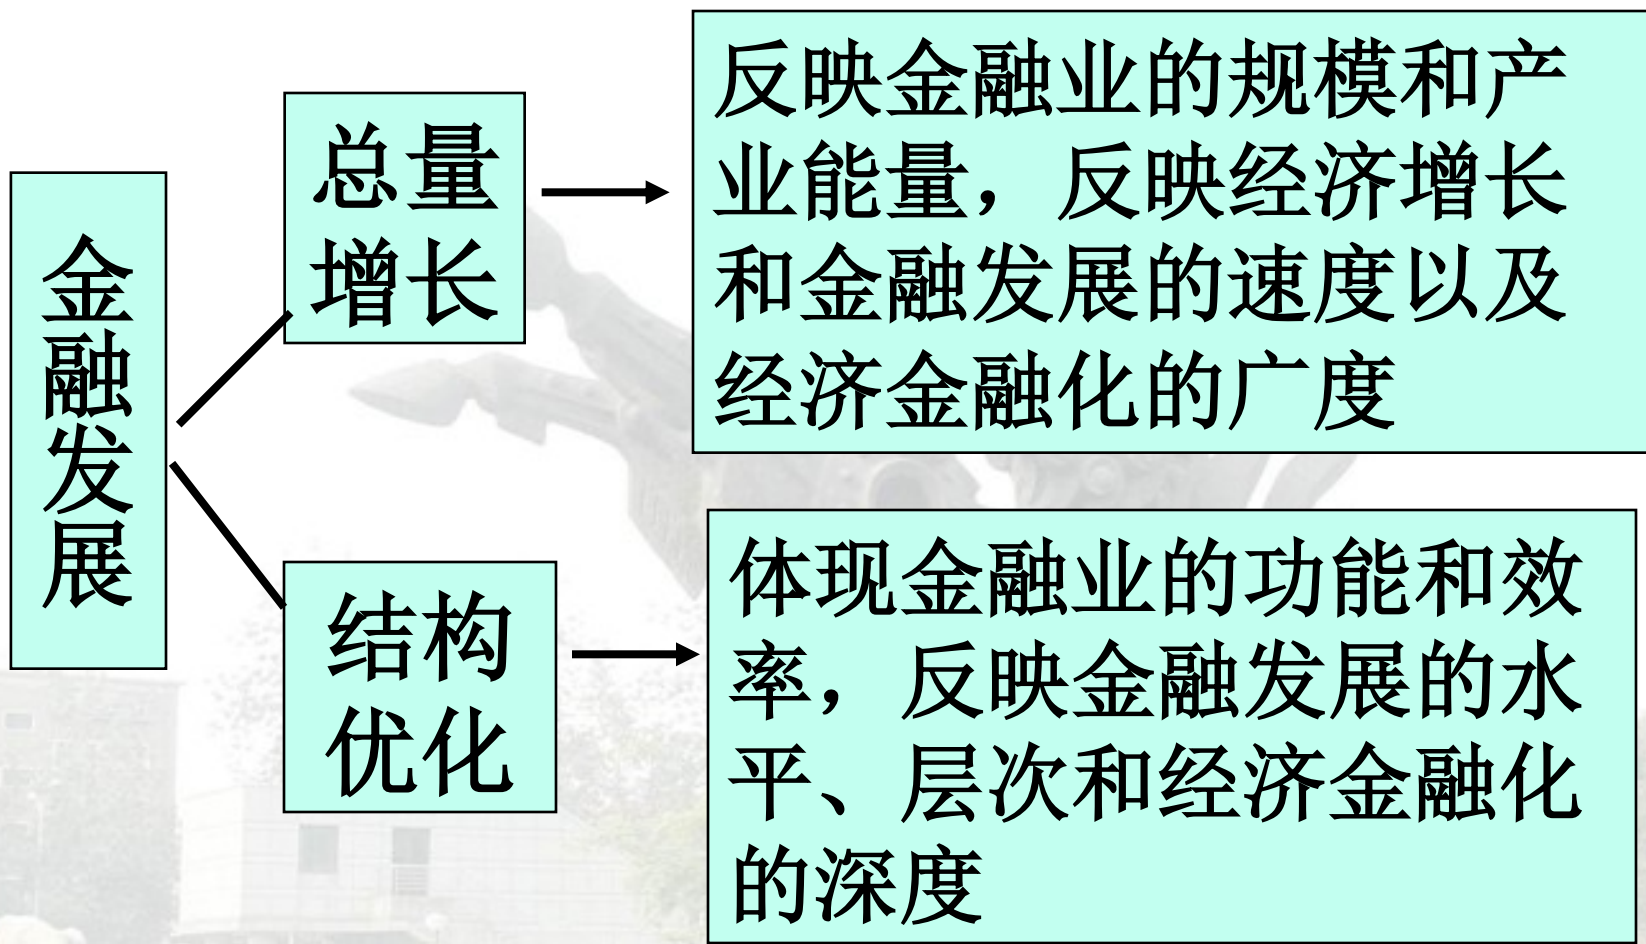 金融发展
总量
增长
反映金融业的规模和产
业能量，反映经济增长
和金融发展的速度以及
经济金融化的广度
结构
优化
体现金融业的功能和效
率，反映金融发展的水
平、层次和经济金融化
的深度